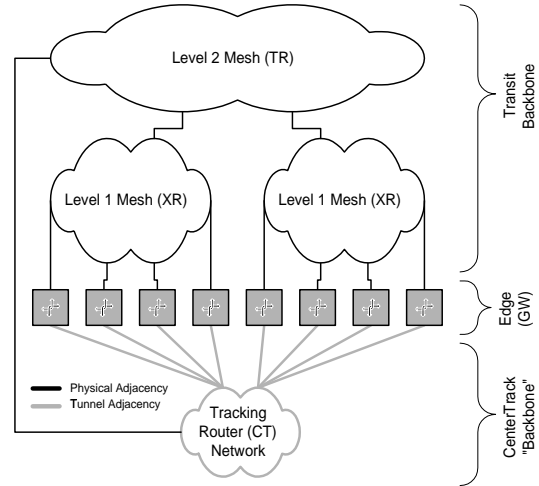 Level 2 Mesh (TR)
Transit
Backbone
Level 1 Mesh (XR)
Level 1 Mesh (XR)
Edge
(GW)
Physical Adjacency
Tunnel Adjacency
Tracking
Router (CT)
Network
CenterTrack
"Backbone"